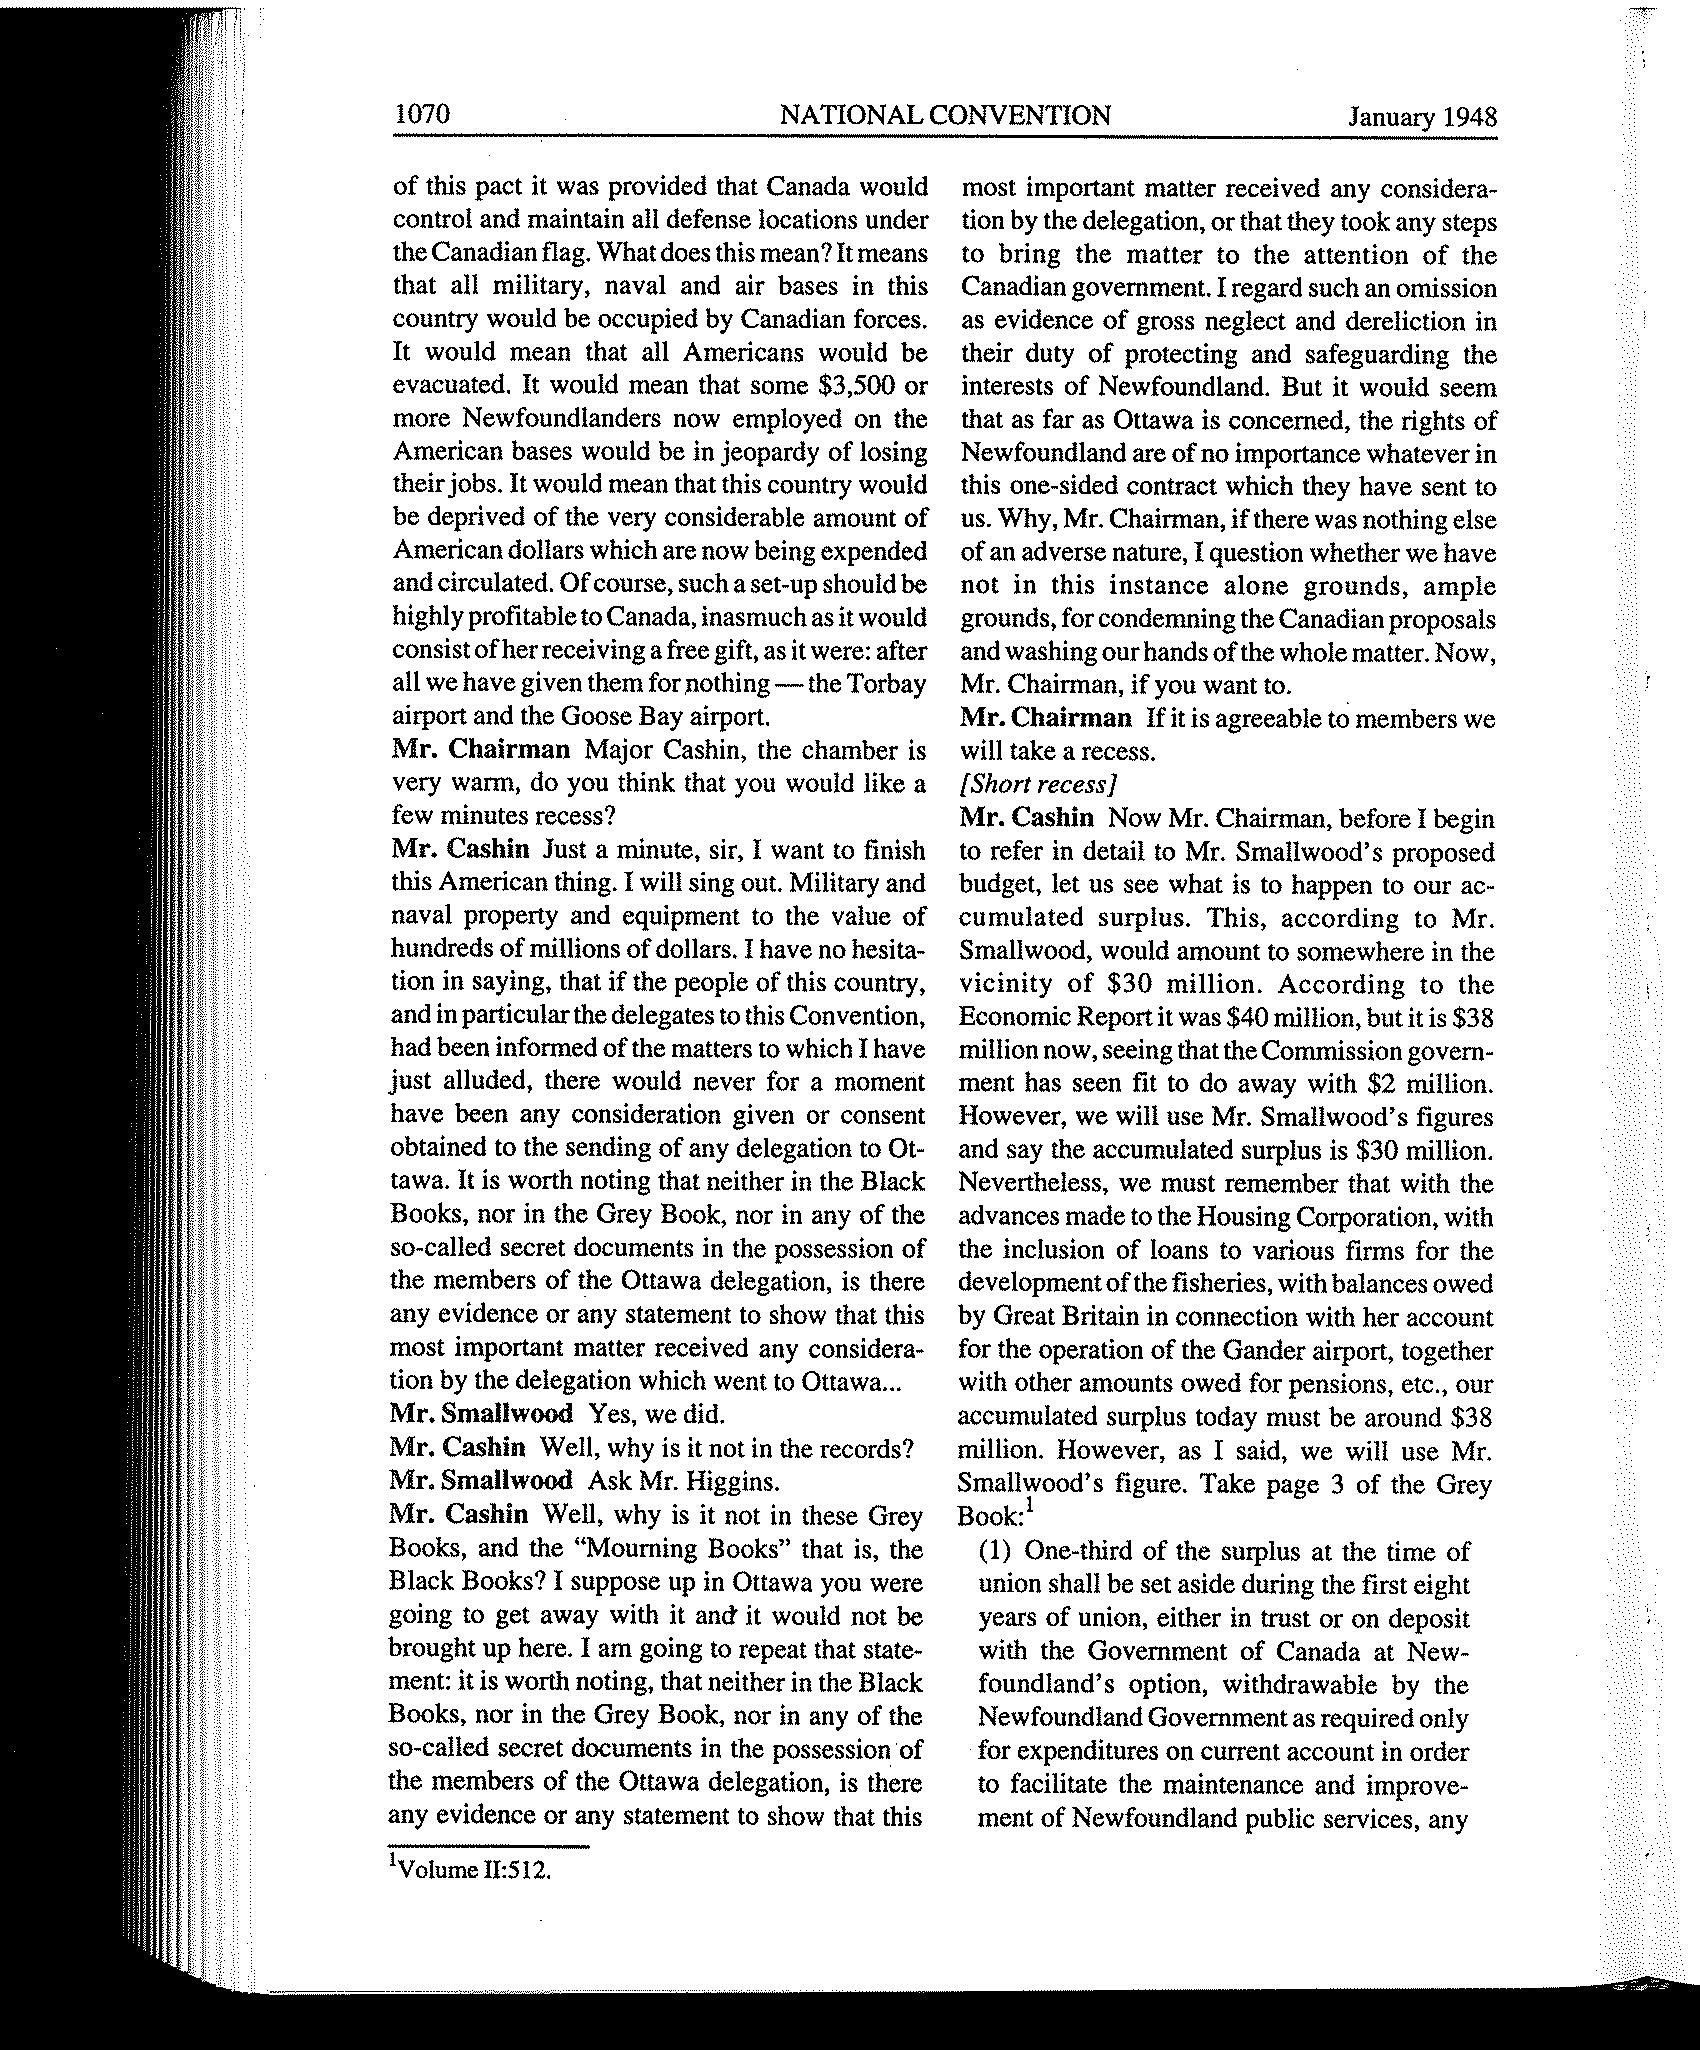 1070 NATIONAL CONVENTION January 1948
of this pact it was provided that Canada would
control and maintain all defense locations under
the Canadian flag. What does this mean? It means
that all military, naval and air bases in this
country would be occupied by Canadian forces.
It would mean that all Americans would be
evacuated. It would mean that some $3,500 or
more Newfoundlanders now employed on the
American bases would be in jeopardy of losing
their jobs. It would mean that this country would
be deprived of the very considerable amount of
American dollars which are now being expended
and circulated. Of course, such a set-up should be
highly profitable to Canada, inasmuch as it would
consist of her receiving a free gift, as it were: after
all we have given them for nothing — the Torbay
airport and the Goose Bay airport.
Mr. Chairman Major Cashin, the chamber is
very warm, do you think that you would like a
few minutes recess?
Mr. Cashin Just a minute, sir, I want to finish
this American thing. I will sing out. Military and
naval property and equipment to the value of
hundreds of millions of dollars. I have no hesita-
tion in saying, that if the people of this country,
and in particular the delegates to this Convention,
had been informed of the matters to which I have
just alluded, there would never for a moment
have been any consideration given or consent
obtained to the sending of any delegation to Ot-
tawa. It is worth noting that neither in the Black
Books, nor in the Grey Book, nor in any of the
so-called secret documents in the possession of
the members of the Ottawa delegation, is there
any evidence or any statement to show that this
most important matter received any considera-
tion by the delegation which went to Ottawa...
Mr. Smallwood Yes, we did.
Mr. Cashin Well, why is it not in the records?
Mr. Smallwood Ask Mr. Higgins.
Mr. Cashin Well, why is it not in these Grey
Books, and the “Mourning Books” that is, the
Black Books? I suppose up in Ottawa you were
going to get away with it and it would not be
brought up here. I am going to repeat that state-
ment: it is worth noting, that neither in the Black
Books, nor in the Grey Book, nor in any of the
so-called secret documents in the possession of
the members of the Ottawa delegation, is there
any evidence or any statement to show that this
most important matter received any considera-
tion by the delegation, or that they took any steps
to bring the matter to the attention of the
Canadian government. I regard such an omission
as evidence of gross neglect and dereliction in
their duty of protecting and safeguarding the
interests of Newfoundland. But it would seem
that as far as Ottawa is concerned, the rights of
Newfoundland are of no importance whatever in
this one-sided contract which they have sent to
us. Why, Mr. Chairman, if there was nothing else
of an adverse nature, I question whether we have
not in this instance alone grounds, ample
grounds, for condemning the Canadian proposals
and washing our hands of the whole matter. Now,
Mr. Chairman, if you want to.
Mr. Chairman If it is agreeable to members we
will take a recess.
[Short recess]
Mr. Cashin Now Mr. Chairman, before I begin
to refer in detail to Mr. Smallwood's proposed
budget, let us see what is to happen to our ac-
cumulated surplus. This, according to Mr.
Smallwood, would amount to somewhere in the
vicinity of $30 million. According to the
Economic Report it was $40 million, but it is $38
million now, seeing that the Commission govern-
ment has seen fit to do away with $2 million.
However, we will use Mr. Smallwood's figures
and say the accumulated surplus is $30 million.
Nevertheless, we must remember that with the
advances made to the Housing Corporation, with
the inclusion of loans to various firms for the
development of the fisheries, with balances owed
by Great Britain in connection with her account
for the operation of the Gander airport, together
with other amounts owed for pensions, etc., our
accumulated surplus today must be around $38
million. However, as I said, we will use Mr.
Smallwood's figure. Take page 3 of the Grey
Book:1
(1) One-third of the surplus at the time of
union shall be set aside during the first eight
years of union, either in trust or on deposit
with the Government of Canada at New-
foundland's option, withdrawable by the
Newfoundland Government as required only
for expenditures on current account in order
to facilitate the maintenance and improve-
ment of Newfoundland public services, any
1Volume II:512.